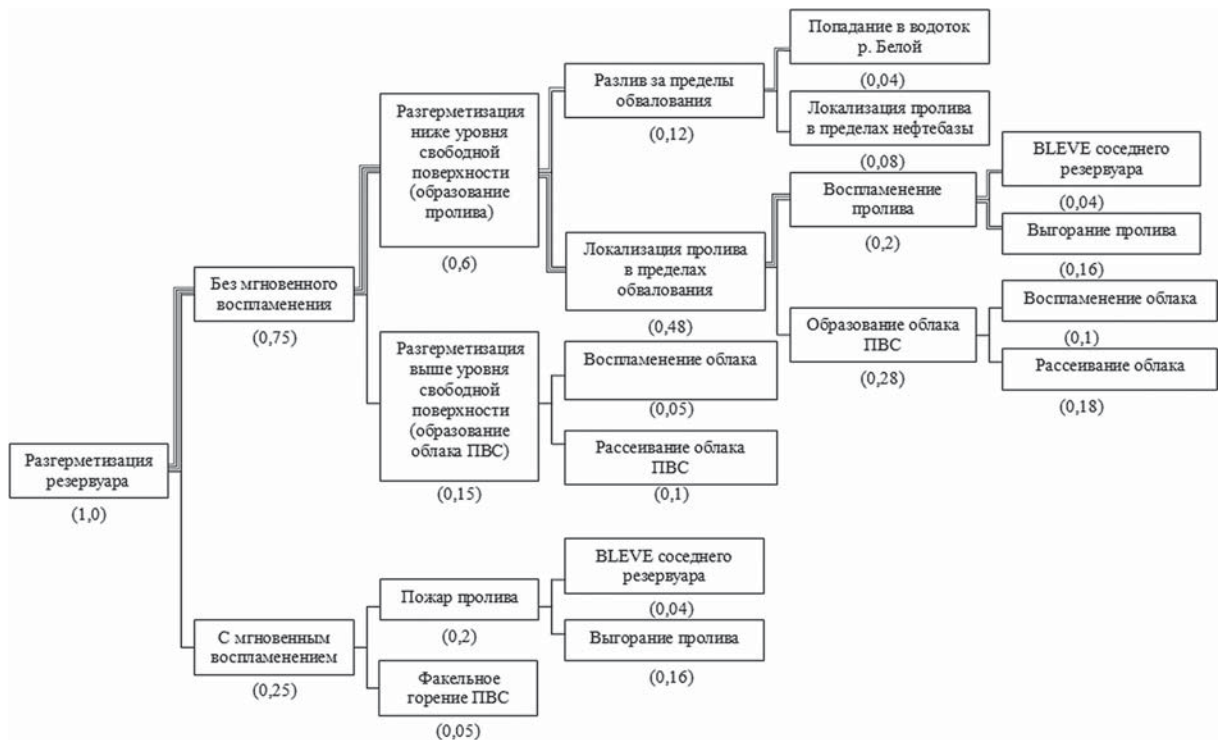 Попадание в водоток
р. Белой
(0,04)
Разлив за пределы
обвалования
(0,12)
Локализация пролива
в пределах нефтебазы
(0,08)
Разгерметизация
ниже уровня
свободной
поверхности
(образование
пролива)
(0,6)
BLEVE соседнего
резервуара
(0,04)
Воспламенение
пролива
(0,2)
Выгорание пролива
(0,16)
Локализация пролива
в пределах
обвалования
(0,48)
Без мгновенного
воспламенения
(0,75)
Воспламенение облака
(0,1)
Образование облака
ПВС
(0,28)
Рассеивание облака
(0,18)
Разгерметизация
выше уровня
свободной
поверхности
(образование
облака ПВС)
(0,15)
Воспламенение облака
(0,05)
Рассеивание облака
ПВС
(0,1)
Разгерметизация
резервуара
(1,0)
BLEVE соседнего
резервуара
(0,04)
Пожар пролива
(0,2)
Выгорание пролива
(0,16)
С мгновенным
воспламенением
(0,25)
Факельное
горение ПВС
(0,05)